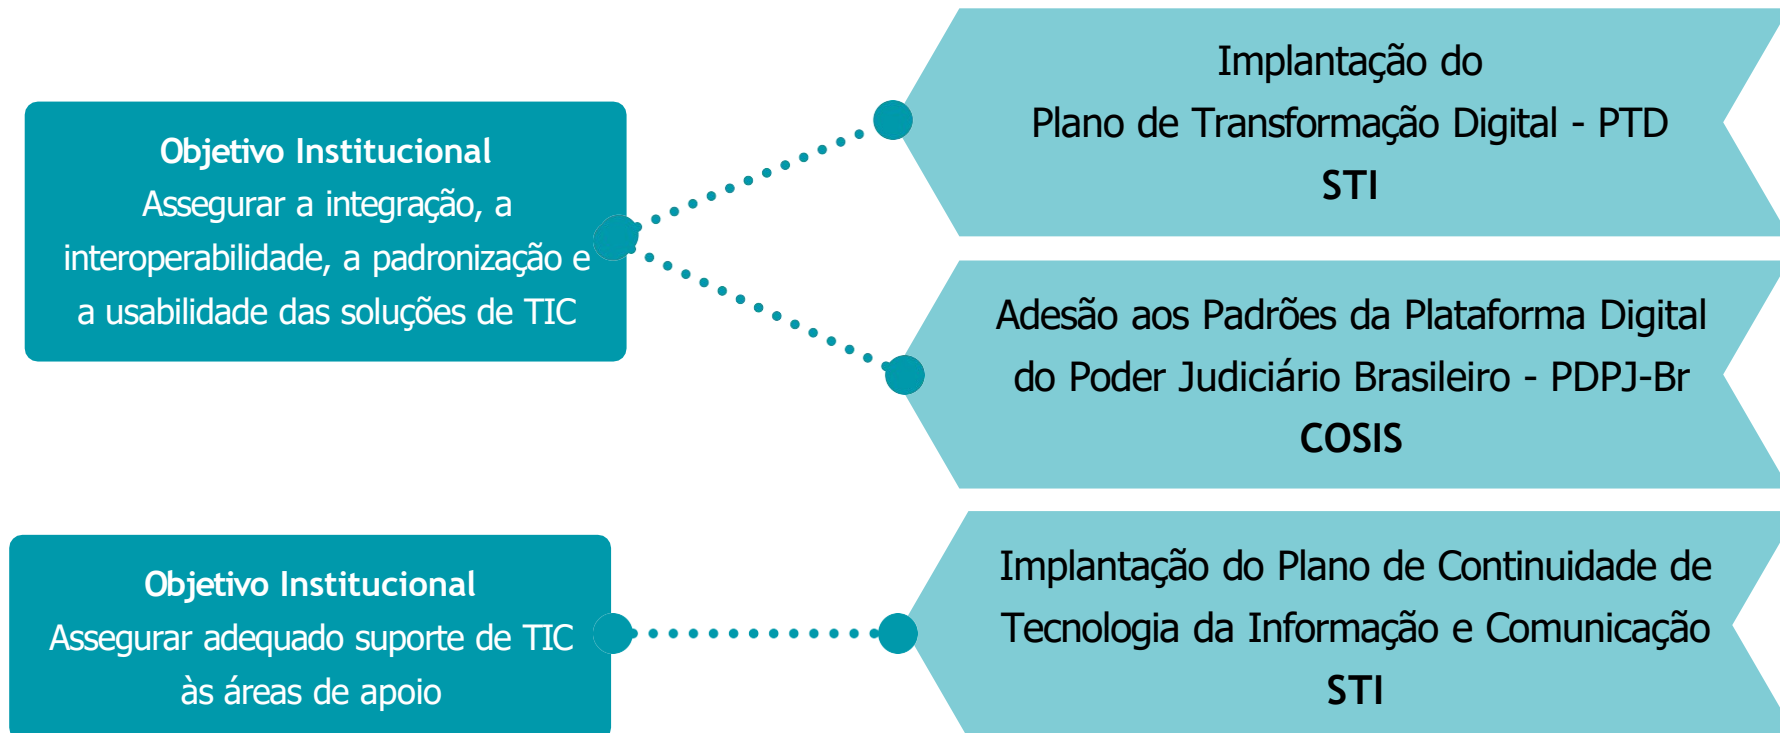 Objetivo Institucional
Assegurar a integração, a
interoperabilidade, a padronização e
a usabilidade das soluções de TIC
Implantação do
Plano de Transformação Digital - PTD
STI
Adesão aos Padrões da Plataforma Digital
do Poder Judiciário Brasileiro - PDPJ-Br
COSIS
Objetivo Institucional
Assegurar adequado suporte de TIC
às áreas de apoio
Implantação do Plano de Continuidade de
Tecnologia da Informação e Comunicação
STI